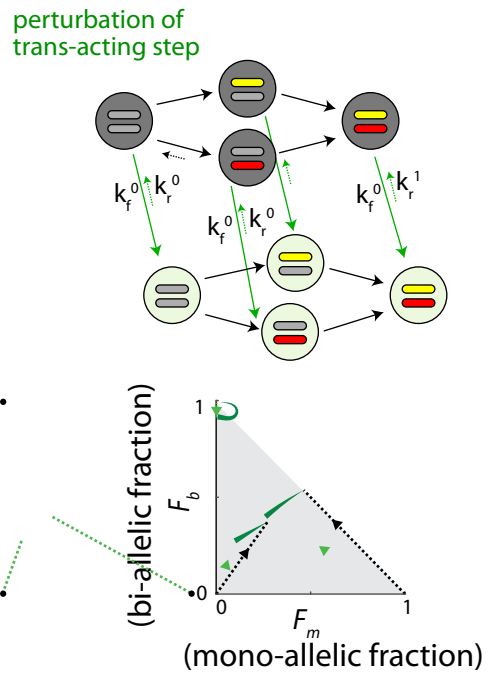 perturbation of
trans-acting step
k_f^0 k_r^0
k_f^0 k_r^0
k_f^0 k_r^1
1
F_b
(bi-allelic fraction)
0
0 1
F_m
(mono-allelic fraction)